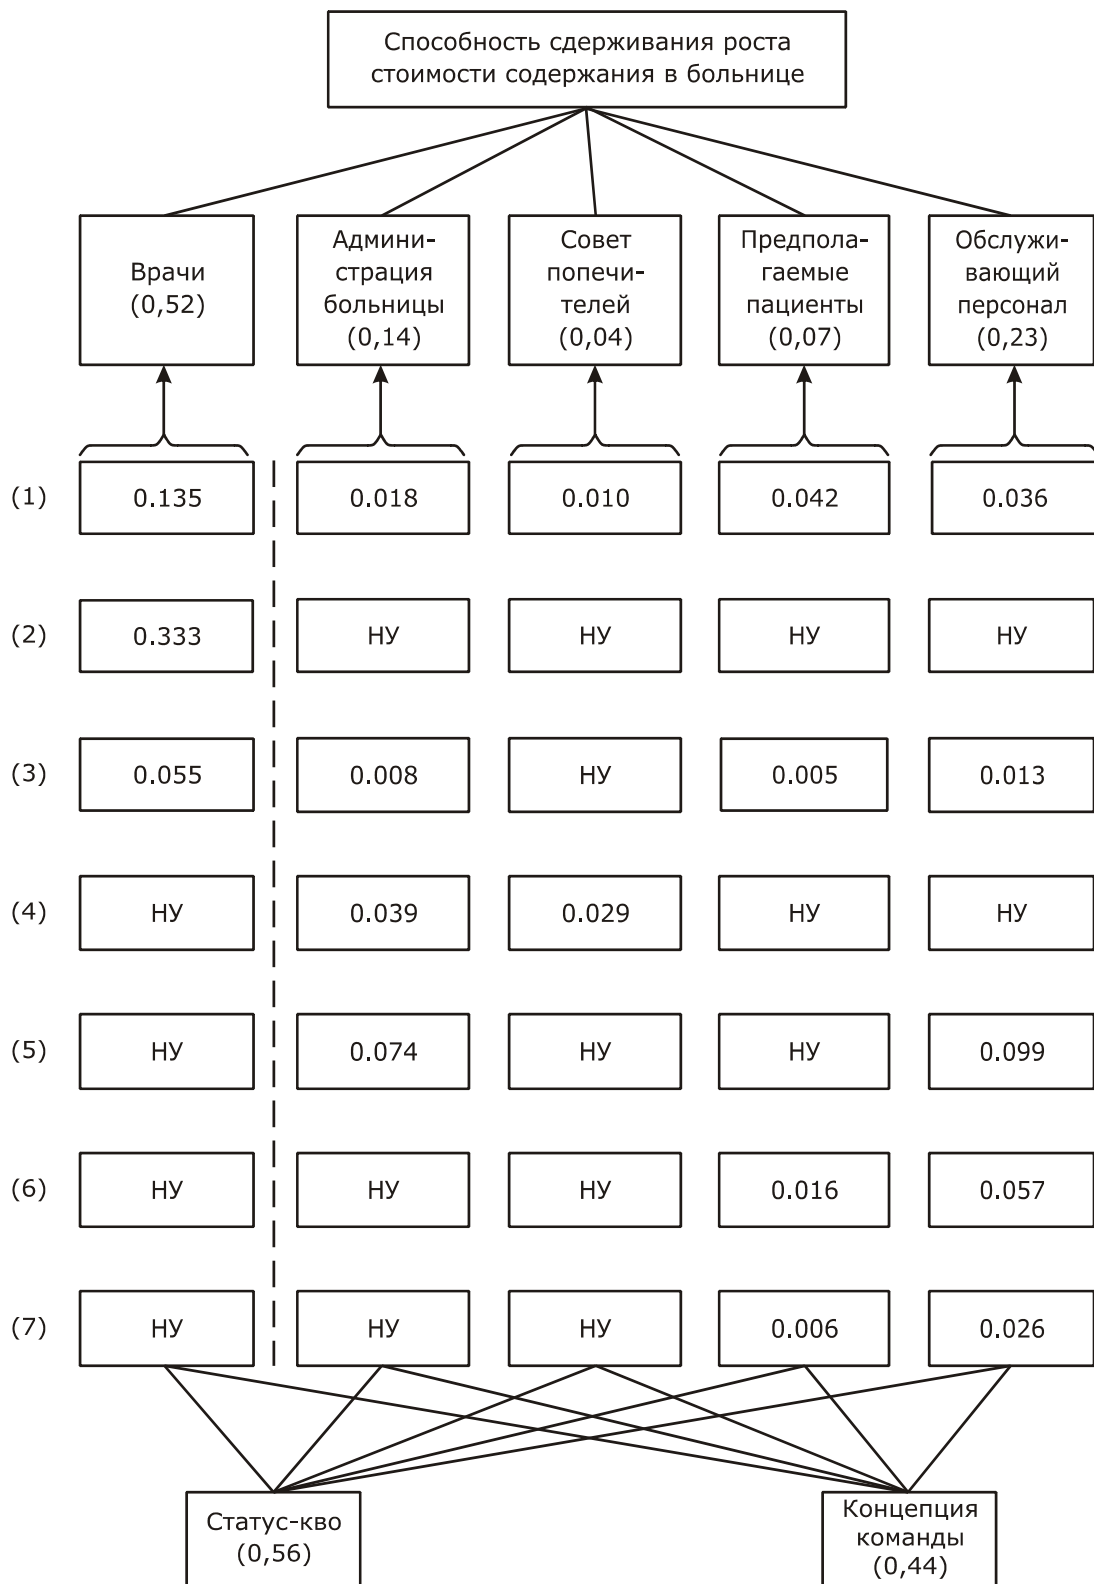 Способность сдерживания роста
стоимости содержания в больнице
Врачи
(0,52)
Админи-
страция
больницы
(0,14)
Совет
попечи-
телей
(0,04)
Предпола-
гаемые
пациенты
(0,07)
Обслужи-
вающий
персонал
(0,23)
(1) 0.135 0.018 0.010 0.042 0.036
(2) 0.333 НУ НУ НУ НУ
(3) 0.055 0.008 НУ 0.005 0.013
(4) НУ 0.039 0.029 НУ НУ
(5) НУ 0.074 НУ НУ 0.099
(6) НУ НУ НУ 0.016 0.057
(7) НУ НУ НУ 0.006 0.026
Статус-кво
(0,56)
Концепция
команды
(0,44)